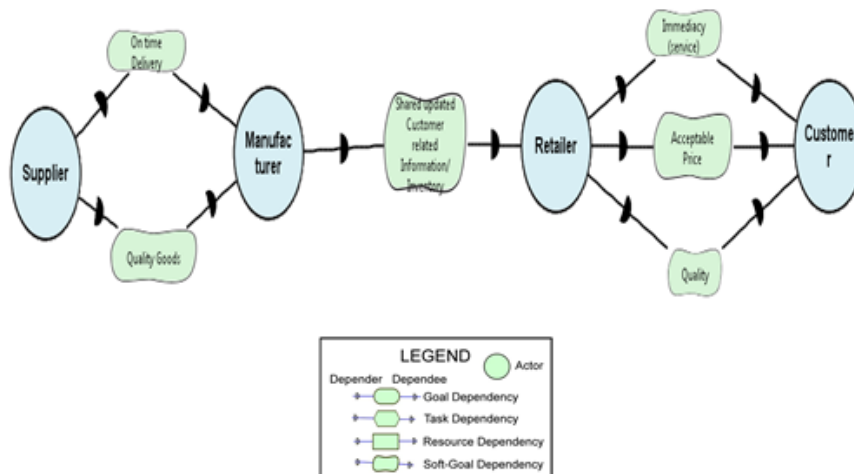 On time
Delivery
Immediacy
(service)
Supplier
Manufac
turer
Shared updated
Customer
related
Information/
Inventory
Retailer
Acceptable
Price
Custome
r
Quality Goods
Quality
LEGEND
Actor
Depender Dependee
Goal Dependency
Task Dependency
Resource Dependency
Soft-Goal Dependency